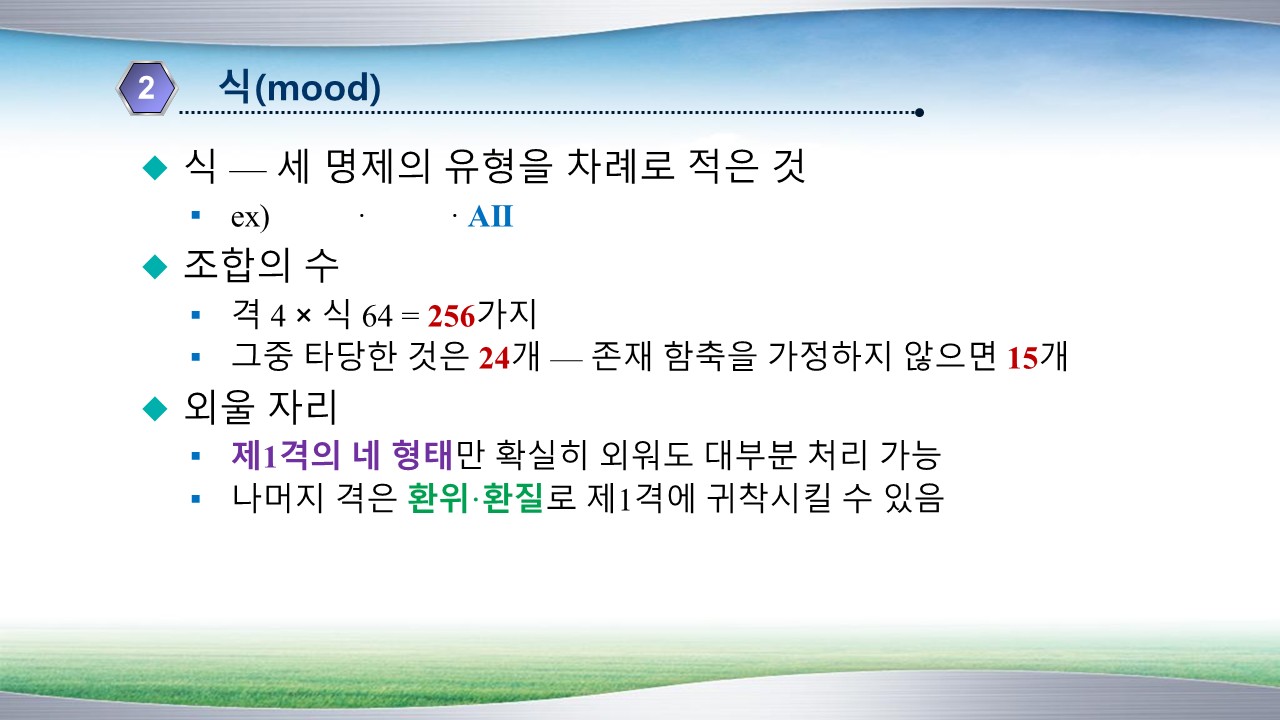 2 식(mood)
식 — 세 명제의 유형을 차례로 적은 것
ex) · · AII
조합의 수
격 4 × 식 64 = 256가지
그중 타당한 것은 24개 — 존재 함축을 가정하지 않으면 15개
외울 자리
제1격의 네 형태만 확실히 외워도 대부분 처리 가능
나머지 격은 환위·환질로 제1격에 귀착시킬 수 있음